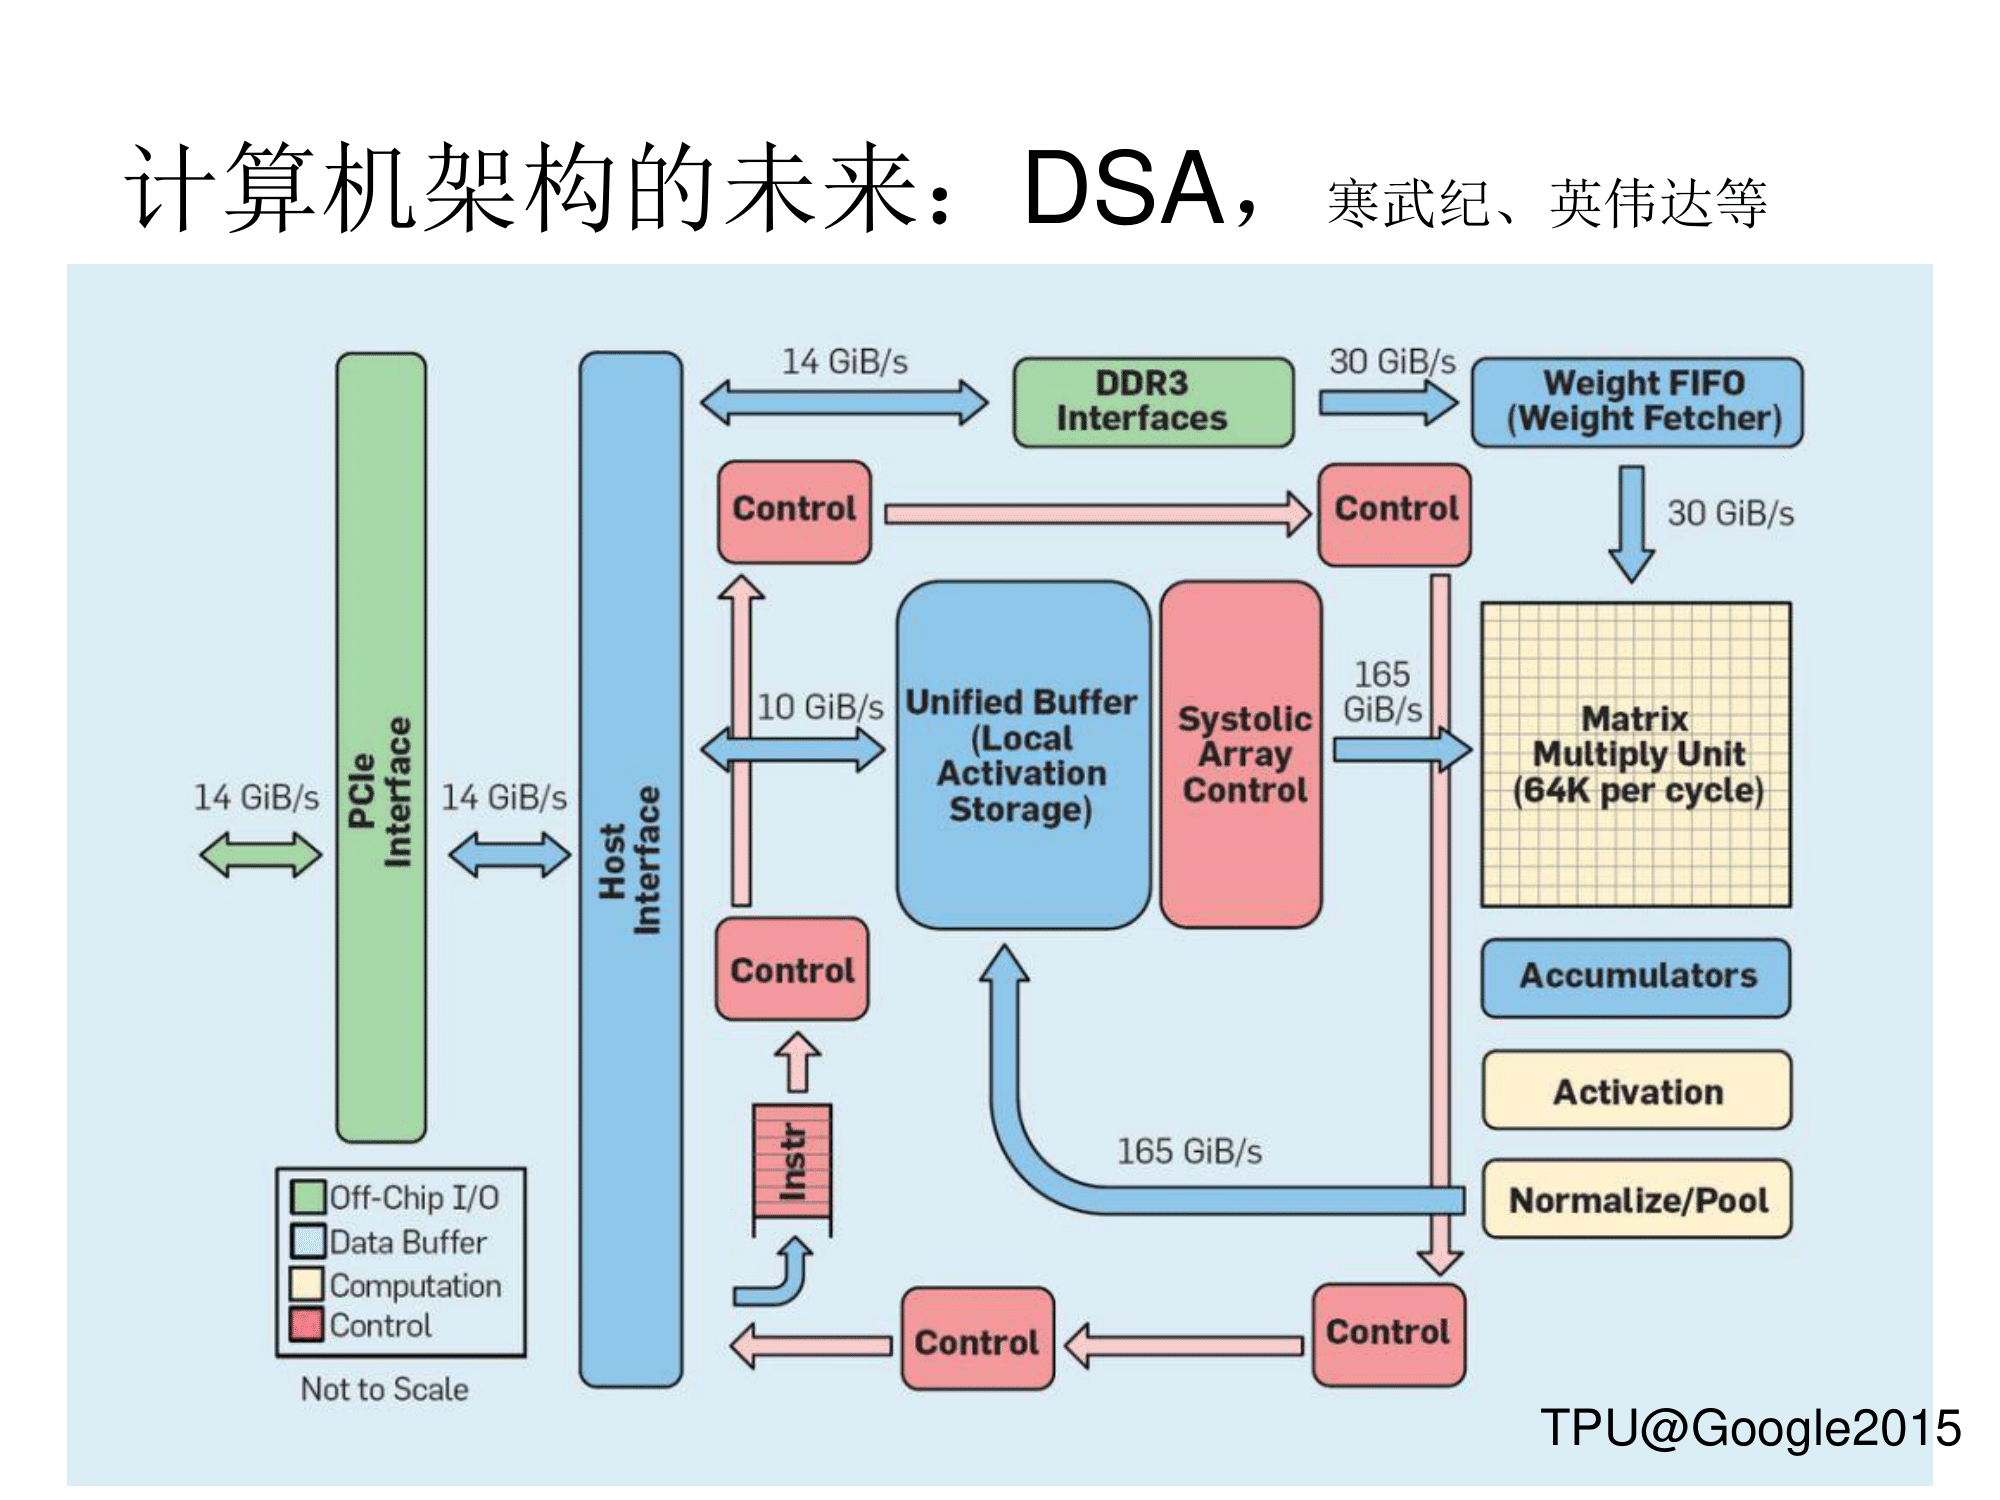 计算机架构的未来：DSA，寒武纪、英伟达等
14 GiB/s
DDR3
Interfaces
30 GiB/s
Weight FIFO
(Weight Fetcher)
Control
Control
30 GiB/s
10 GiB/s
Unified Buffer
(Local
Activation
Storage)
Systolic
Array
Control
165
GiB/s
Matrix
Multiply Unit
(64K per cycle)
14 GiB/s
PCIe
Interface
14 GiB/s
Host
Interface
Control
Accumulators
Activation
Instr
165 GiB/s
Normalize/Pool
Off-Chip I/O
Data Buffer
Computation
Control
Not to Scale
Control
Control
TPU@Google2015